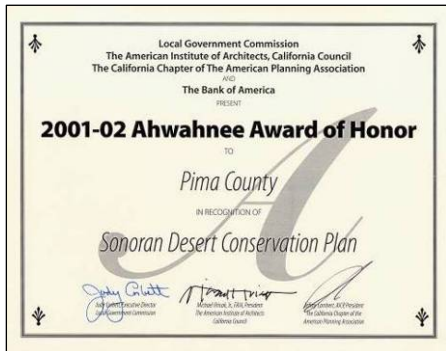 Local Government Commission
The American Institute of Architects, California Council
The California Chapter of The American Planning Association
AND
The Bank of America
PRESENT
2001-02 Ahwahnee Award of Honor
TO
Pima County
IN RECOGNITION OF
Sonoran Desert Conservation Plan
Judy Corbett
Judy Corbett, Executive Director
Local Government Commission
Michael Hricak, Jr., FAIA, President
The American Institute of Architects
California Council
Lambert, AICP, President
The California Chapter of the
American Planning Association